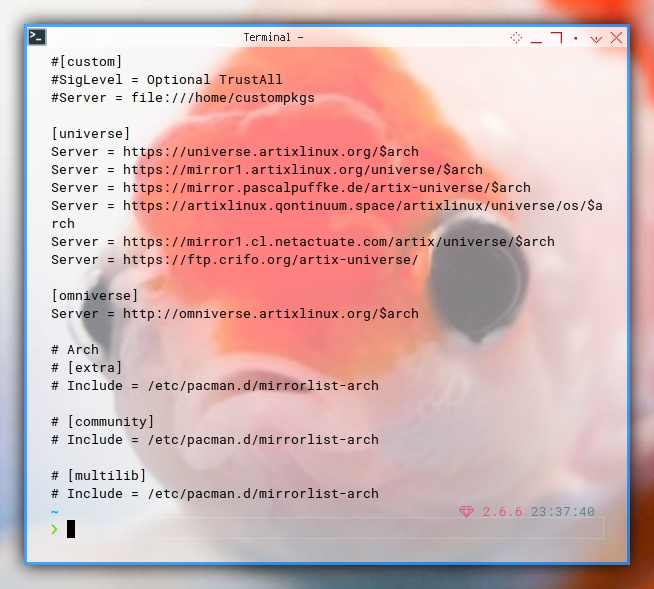 Terminal -
#[custom]
#SigLevel = Optional TrustAll
#Server = file:///home/custompkgs
[universe]
Server = https://universe.artixlinux.org/$arch
Server = https://mirror1.artixlinux.org/universe/$arch
Server = https://mirror.pascalpuffke.de/artix-universe/$arch
Server = https://artixlinux.qontinuum.space/artixlinux/universe/os/$a
rch
Server = https://mirror1.cl.netactuate.com/artix/universe/$arch
Server = https://ftp.crifo.org/artix-universe/
[omniverse]
Server = http://omniverse.artixlinux.org/$arch
# Arch
# [extra]
# Include = /etc/pacman.d/mirrorlist-arch
# [community]
# Include = /etc/pacman.d/mirrorlist-arch
# [multilib]
# Include = /etc/pacman.d/mirrorlist-arch
~ 2.6.6 23:37:40
❯